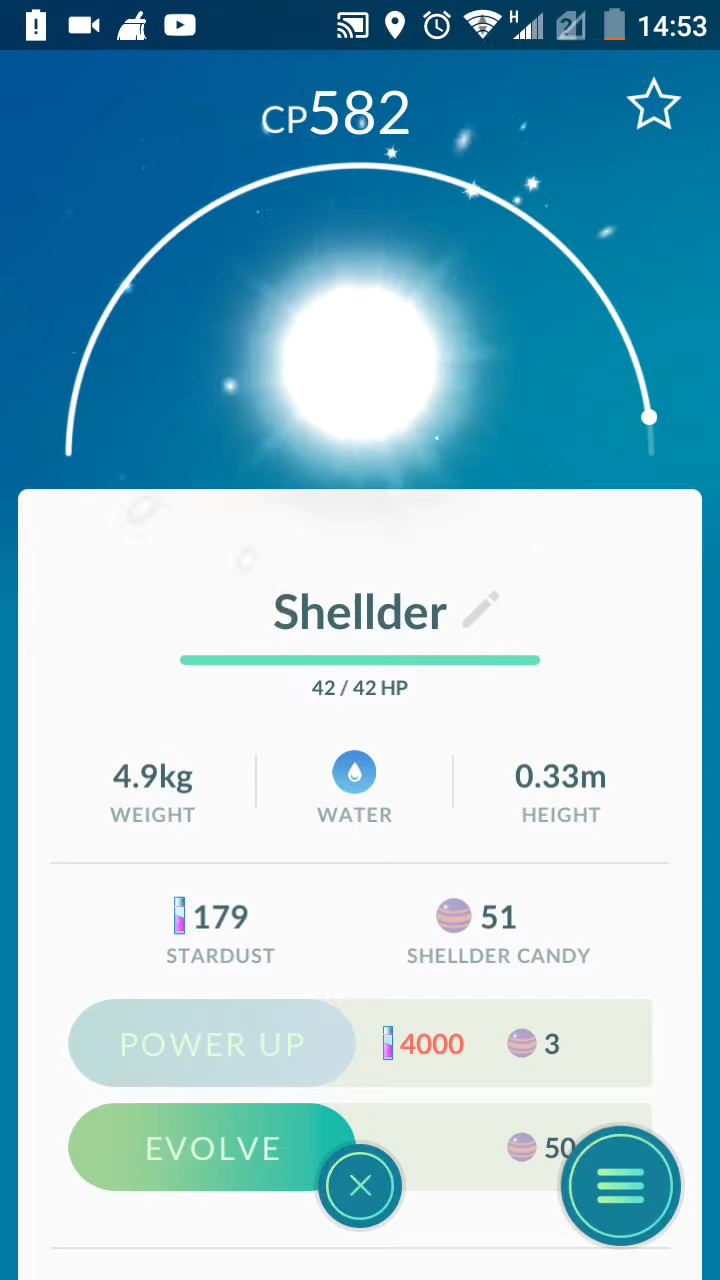 H 14:53
CP582
Shellder
42 / 42 HP
4.9kg
WEIGHT
WATER
0.33m
HEIGHT
179
STARDUST
51
SHELLDER CANDY
POWER UP 4000 3
EVOLVE 50